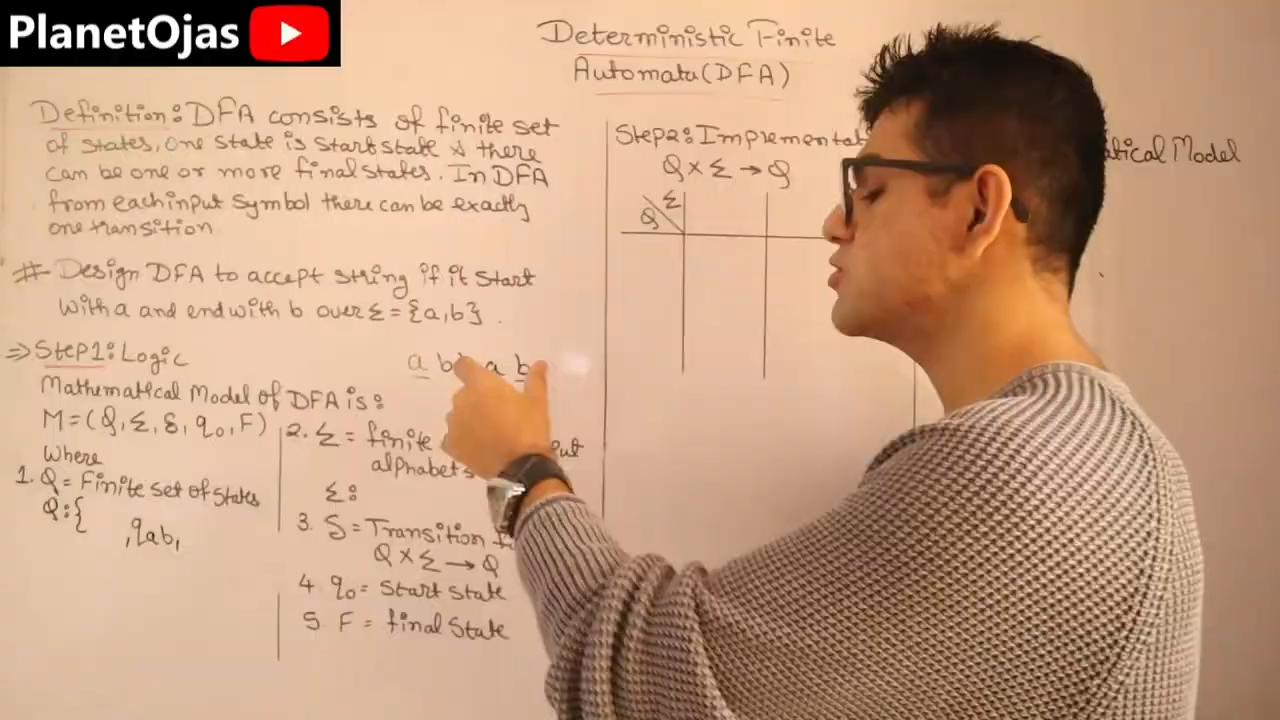 PlanetOjas
Deterministic Finite
Automata (DFA)
Definition: DFA consists of finite set
of states, one state is start state & there
can be one or more final states. In DFA
from each input symbol there can be exactly
one transition
# Design DFA to accept string if it start
with a and end with b over Σ = {a,b}.
⇒ Step1: Logic
a b a b
Mathematical Model of DFA is:
M = (Q, Σ, δ, q0, F)
where
1. Q = Finite set of states
Q:{
,qab,
2. Σ = finite
alphabets
Σ:
3. δ = Transition
Q × Σ → Q
4. q0 = Start state
5. F = final State
Step2: Model
Q × Σ → Q
Σ
Q